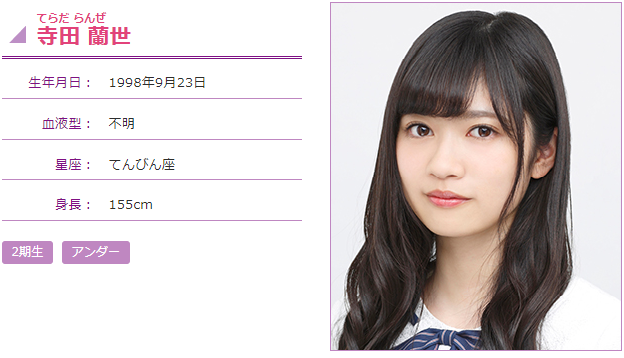 てらだ らんぜ
寺田 蘭世
生年月日： 1998年9月23日
血液型： 不明
星座： てんびん座
身長： 155cm
2期生 アンダー